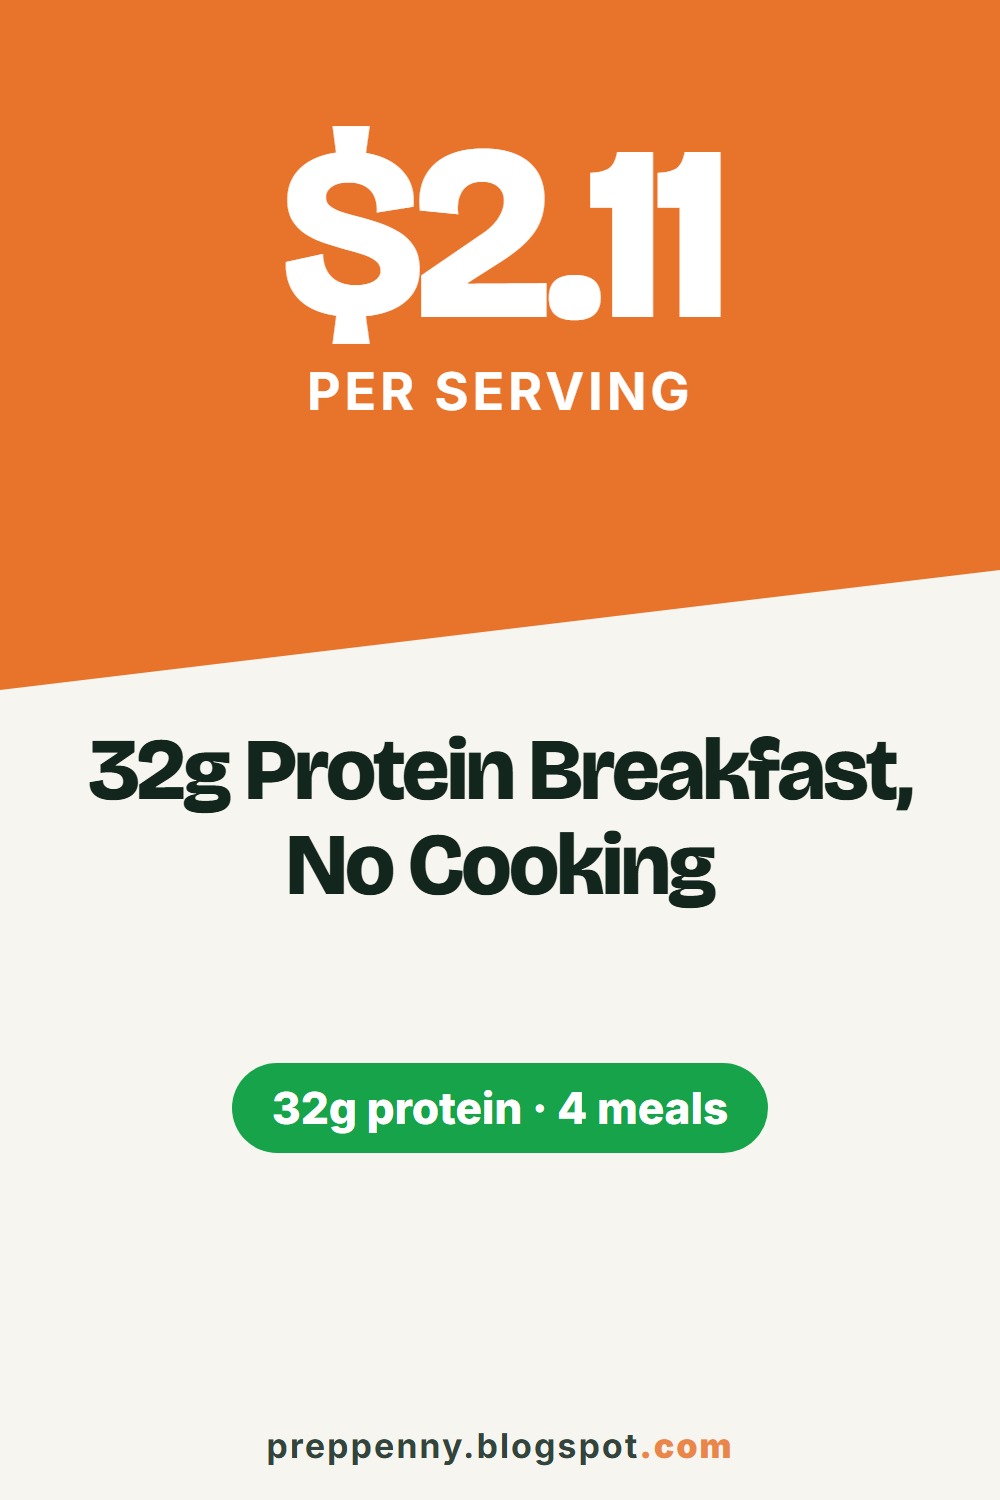 $2.11
PER SERVING
32g Protein Breakfast,
No Cooking
32g protein · 4 meals
preppenny.blogspot.com